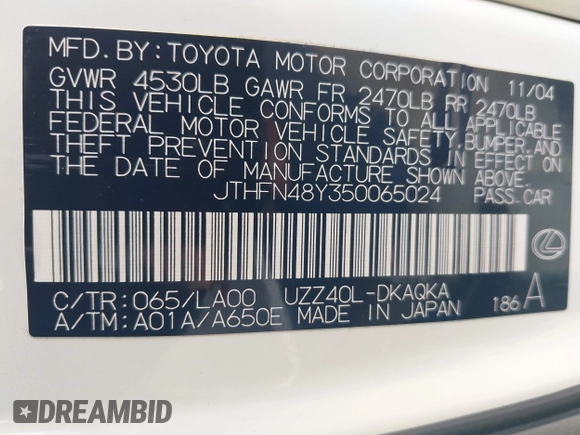 MFD.BY:TOYOTA MOTOR CORPORATION 11/04
GVWR 4530LB GAWR FR 2470LB RR 2470LB
THIS VEHICLE CONFORMS TO ALL APPLICABLE
FEDERAL MOTOR VEHICLE SAFETY,BUMPER,AND
THEFT PREVENTION STANDARDS IN EFFECT ON
THE DATE OF MANUFACTURE SHOWN ABOVE.
JTHFN48Y350065024 PASS.CAR
C/TR:065/LA00 UZZ40L-DKAQKA
A/TM:A01A/A650E MADE IN JAPAN 186 A
DREAMBID